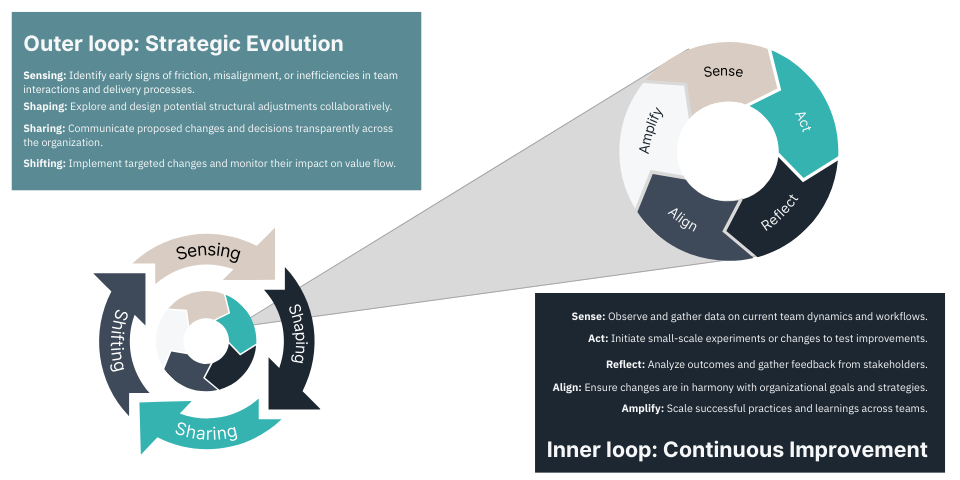 Outer loop: Strategic Evolution
Sensing: Identify early signs of friction, misalignment, or inefficiencies in team
interactions and delivery processes.
Shaping: Explore and design potential structural adjustments collaboratively.
Sharing: Communicate proposed changes and decisions transparently across
the organization.
Shifting: Implement targeted changes and monitor their impact on value flow.
Sense
Act
Reflect
Align
Amplify
Sensing
Shaping
Sharing
Shifting
Sense: Observe and gather data on current team dynamics and workflows.
Act: Initiate small-scale experiments or changes to test improvements.
Reflect: Analyze outcomes and gather feedback from stakeholders.
Align: Ensure changes are in harmony with organizational goals and strategies.
Amplify: Scale successful practices and learnings across teams.
Inner loop: Continuous Improvement